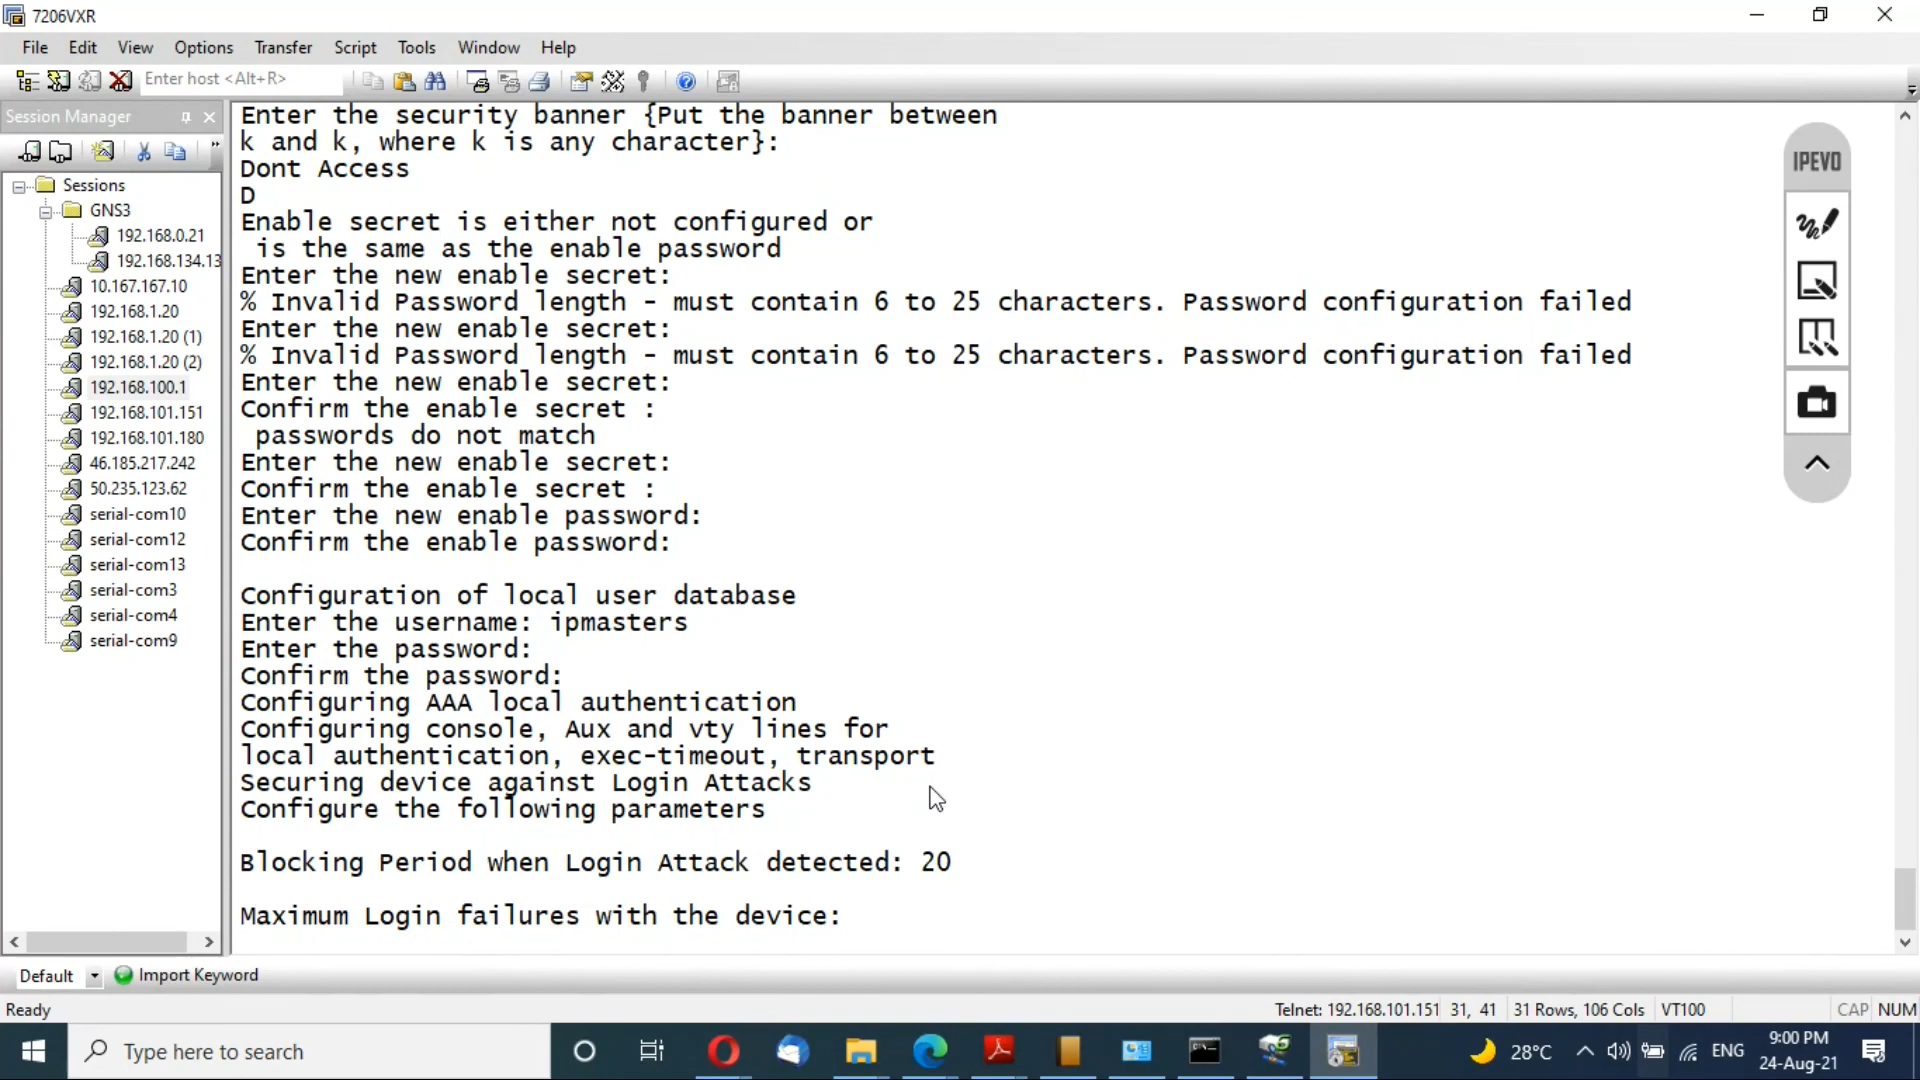 7206VXR
File Edit View Options Transfer Script Tools Window Help
Enter host <Alt+R>
Session Manager
Sessions
GNS3
192.168.0.21
192.168.134.13
10.167.167.10
192.168.1.20
192.168.1.20 (1)
192.168.1.20 (2)
192.168.100.1
192.168.101.151
192.168.101.180
46.185.217.242
50.235.123.62
serial-com10
serial-com12
serial-com13
serial-com3
serial-com4
serial-com9
Enter the security banner {Put the banner between
k and k, where k is any character}:
Dont Access
D
Enable secret is either not configured or
is the same as the enable password
Enter the new enable secret:
% Invalid Password length - must contain 6 to 25 characters. Password configuration failed
Enter the new enable secret:
% Invalid Password length - must contain 6 to 25 characters. Password configuration failed
Enter the new enable secret:
Confirm the enable secret :
passwords do not match
Enter the new enable secret:
Confirm the enable secret :
Enter the new enable password:
Confirm the enable password:
Configuration of local user database
Enter the username: ipmasters
Enter the password:
Confirm the password:
Configuring AAA local authentication
Configuring console, Aux and vty lines for
local authentication, exec-timeout, transport
Securing device against Login Attacks
Configure the following parameters
Blocking Period when Login Attack detected: 20
Maximum Login failures with the device:
IPEVO
Default Import Keyword
Ready Telnet: 192.168.101.151 31, 41 31 Rows, 106 Cols VT100 CAP NUM
Type here to search
28°C ENG
9:00 PM
24-Aug-21